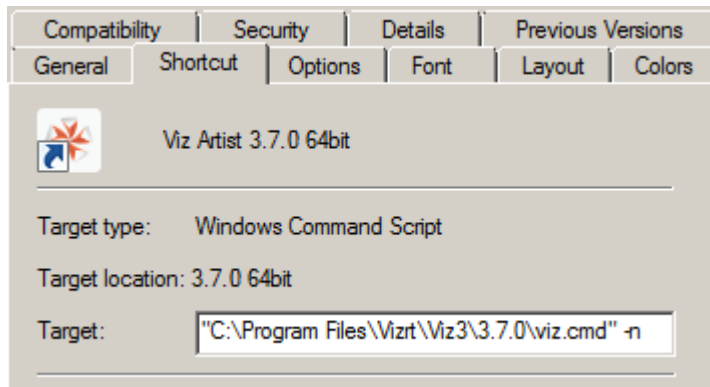 Compatibility Security Details Previous Versions
General Shortcut Options Font Layout Colors
Viz Artist 3.7.0 64bit
Target type: Windows Command Script
Target location: 3.7.0 64bit
Target: "C:\Program Files\Vizrt\Viz3\3.7.0\viz.cmd" -n